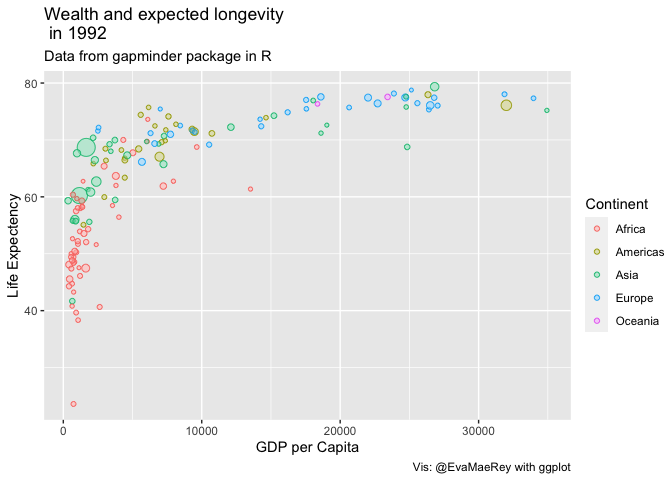 Wealth and expected longevity
in 1992
Data from gapminder package in R
80
60
40
Life Expectency
0
10000
20000
30000
GDP per Capita
Continent
Africa
Americas
Asia
Europe
Oceania
Vis: @EvaMaeRey with ggplot